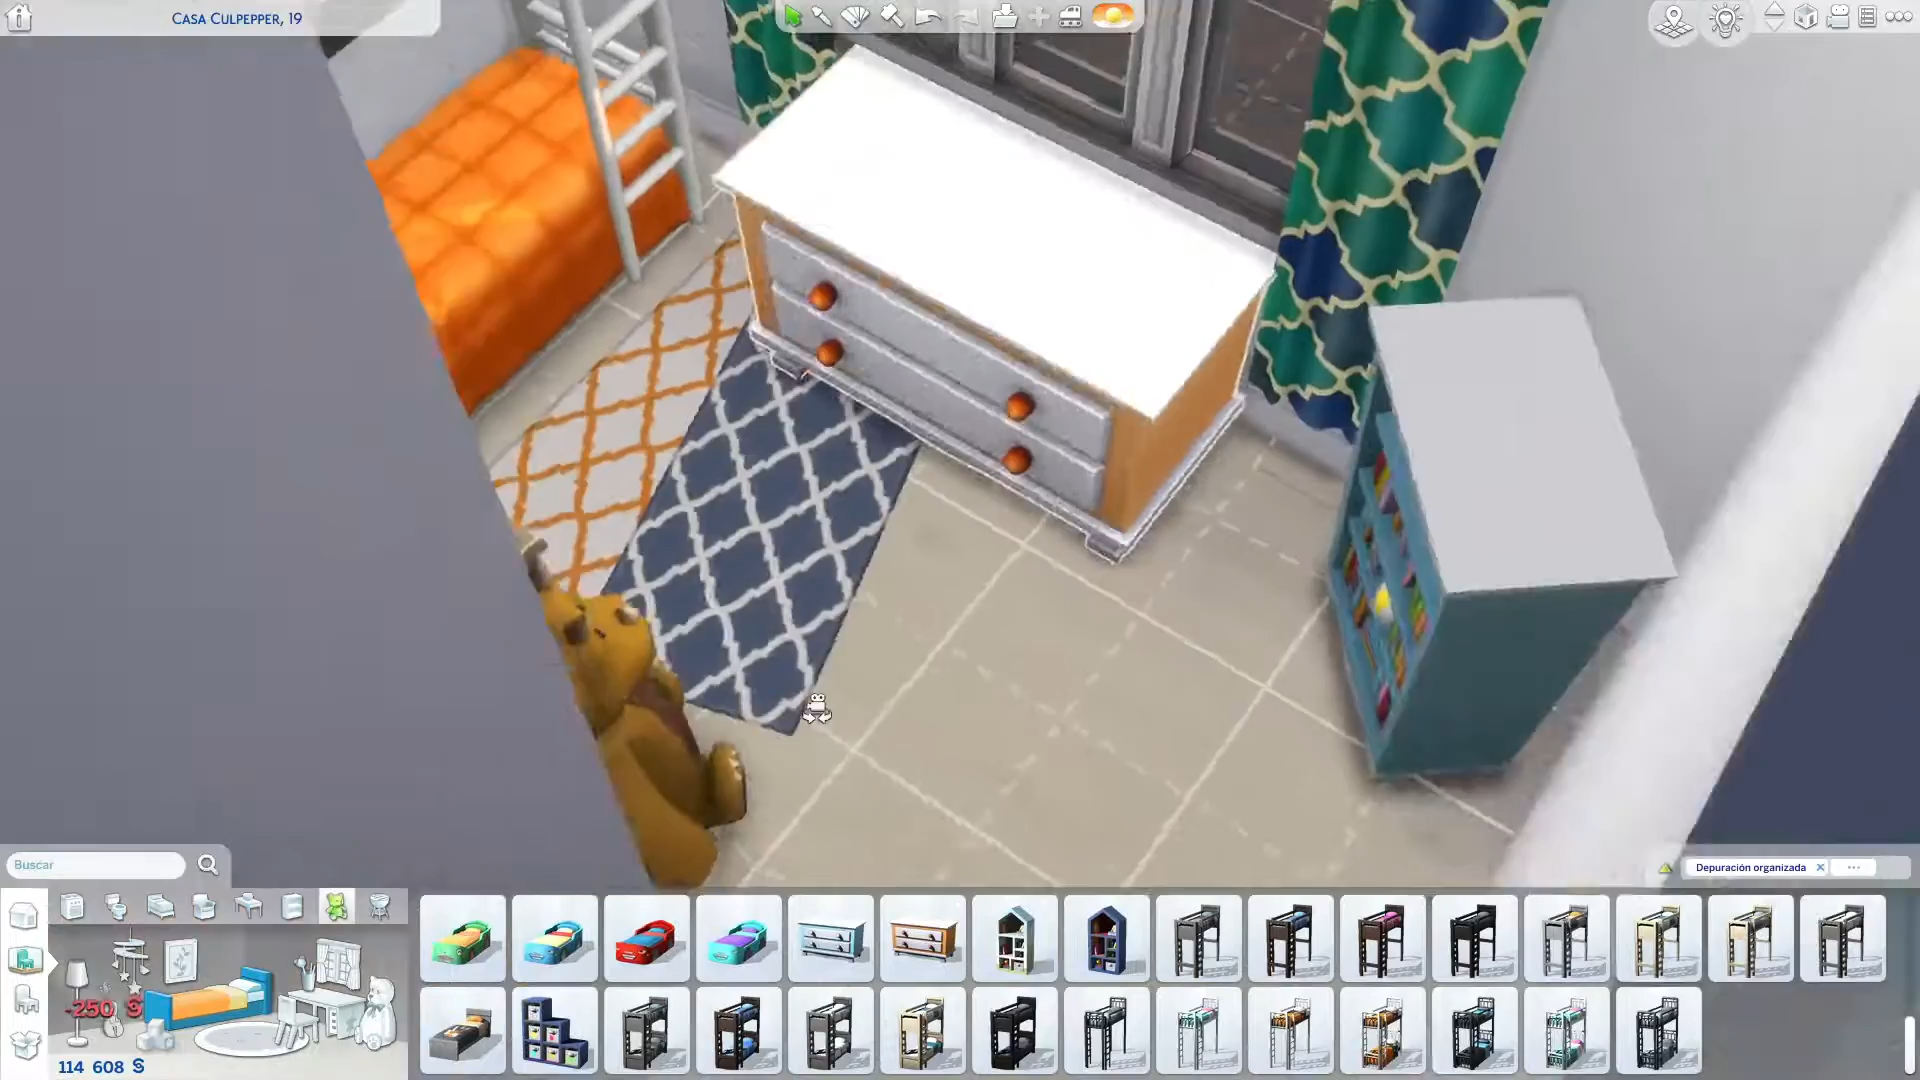 CASA CULPEPPER, 19
Buscar
Depuración organizada
-250 S
114 608 S